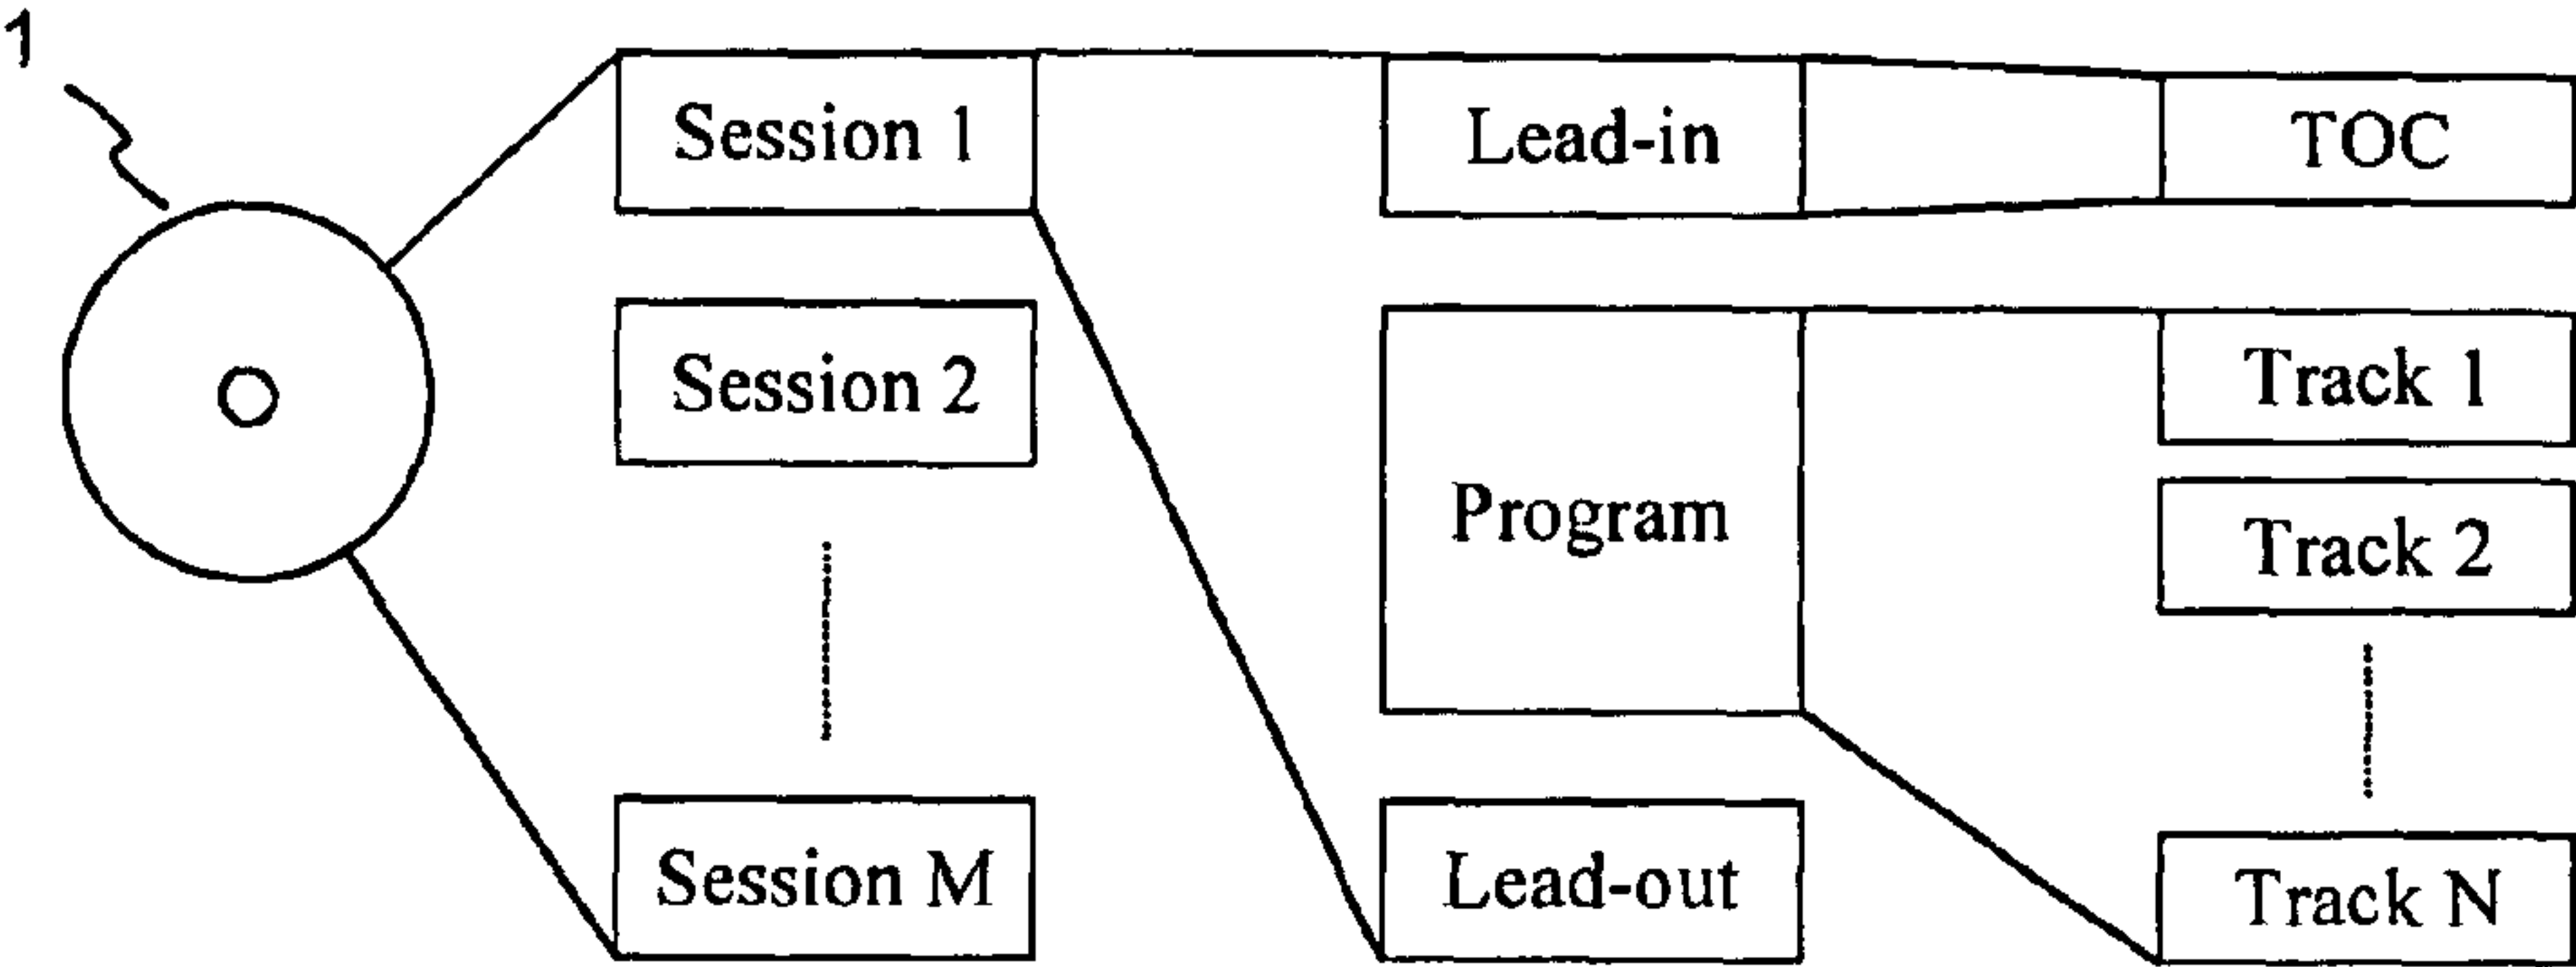 1
Session 1
Session 2
Session M
Lead-in
Program
Lead-out
TOC
Track 1
Track 2
Track N